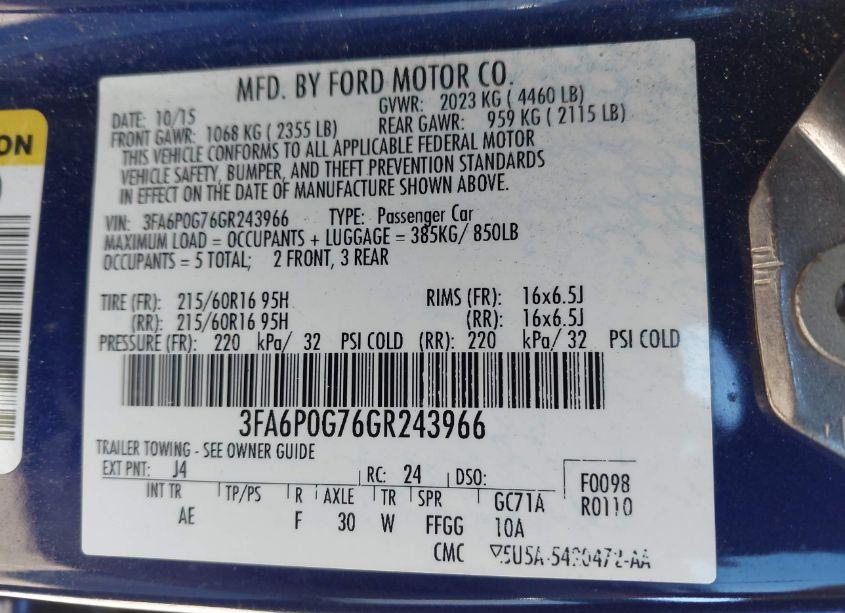 MFD. BY FORD MOTOR CO.
DATE: 10/15 GVWR: 2023 KG ( 4460 LB)
FRONT GAWR: 1068 KG ( 2355 LB) REAR GAWR: 959 KG ( 2115 LB)
THIS VEHICLE CONFORMS TO ALL APPLICABLE FEDERAL MOTOR
VEHICLE SAFETY, BUMPER, AND THEFT PREVENTION STANDARDS
IN EFFECT ON THE DATE OF MANUFACTURE SHOWN ABOVE.
VIN: 3FA6P0G76GR243966 TYPE: Passenger Car
MAXIMUM LOAD = OCCUPANTS + LUGGAGE = 385KG/ 850LB
OCCUPANTS = 5 TOTAL; 2 FRONT, 3 REAR
TIRE (FR): 215/60R16 95H RIMS (FR): 16x6.5J
(RR): 215/60R16 95H (RR): 16x6.5J
PRESSURE (FR): 220 kPa/ 32 PSI COLD (RR): 220 kPa/ 32 PSI COLD
3FA6P0G76GR243966
TRAILER TOWING - SEE OWNER GUIDE
EXT PNT: J4 RC: 24 DSO: F0098
INT TR TP/PS R AXLE TR SPR GC71A R0110
AE F 30 W FFGG 10A
CMC